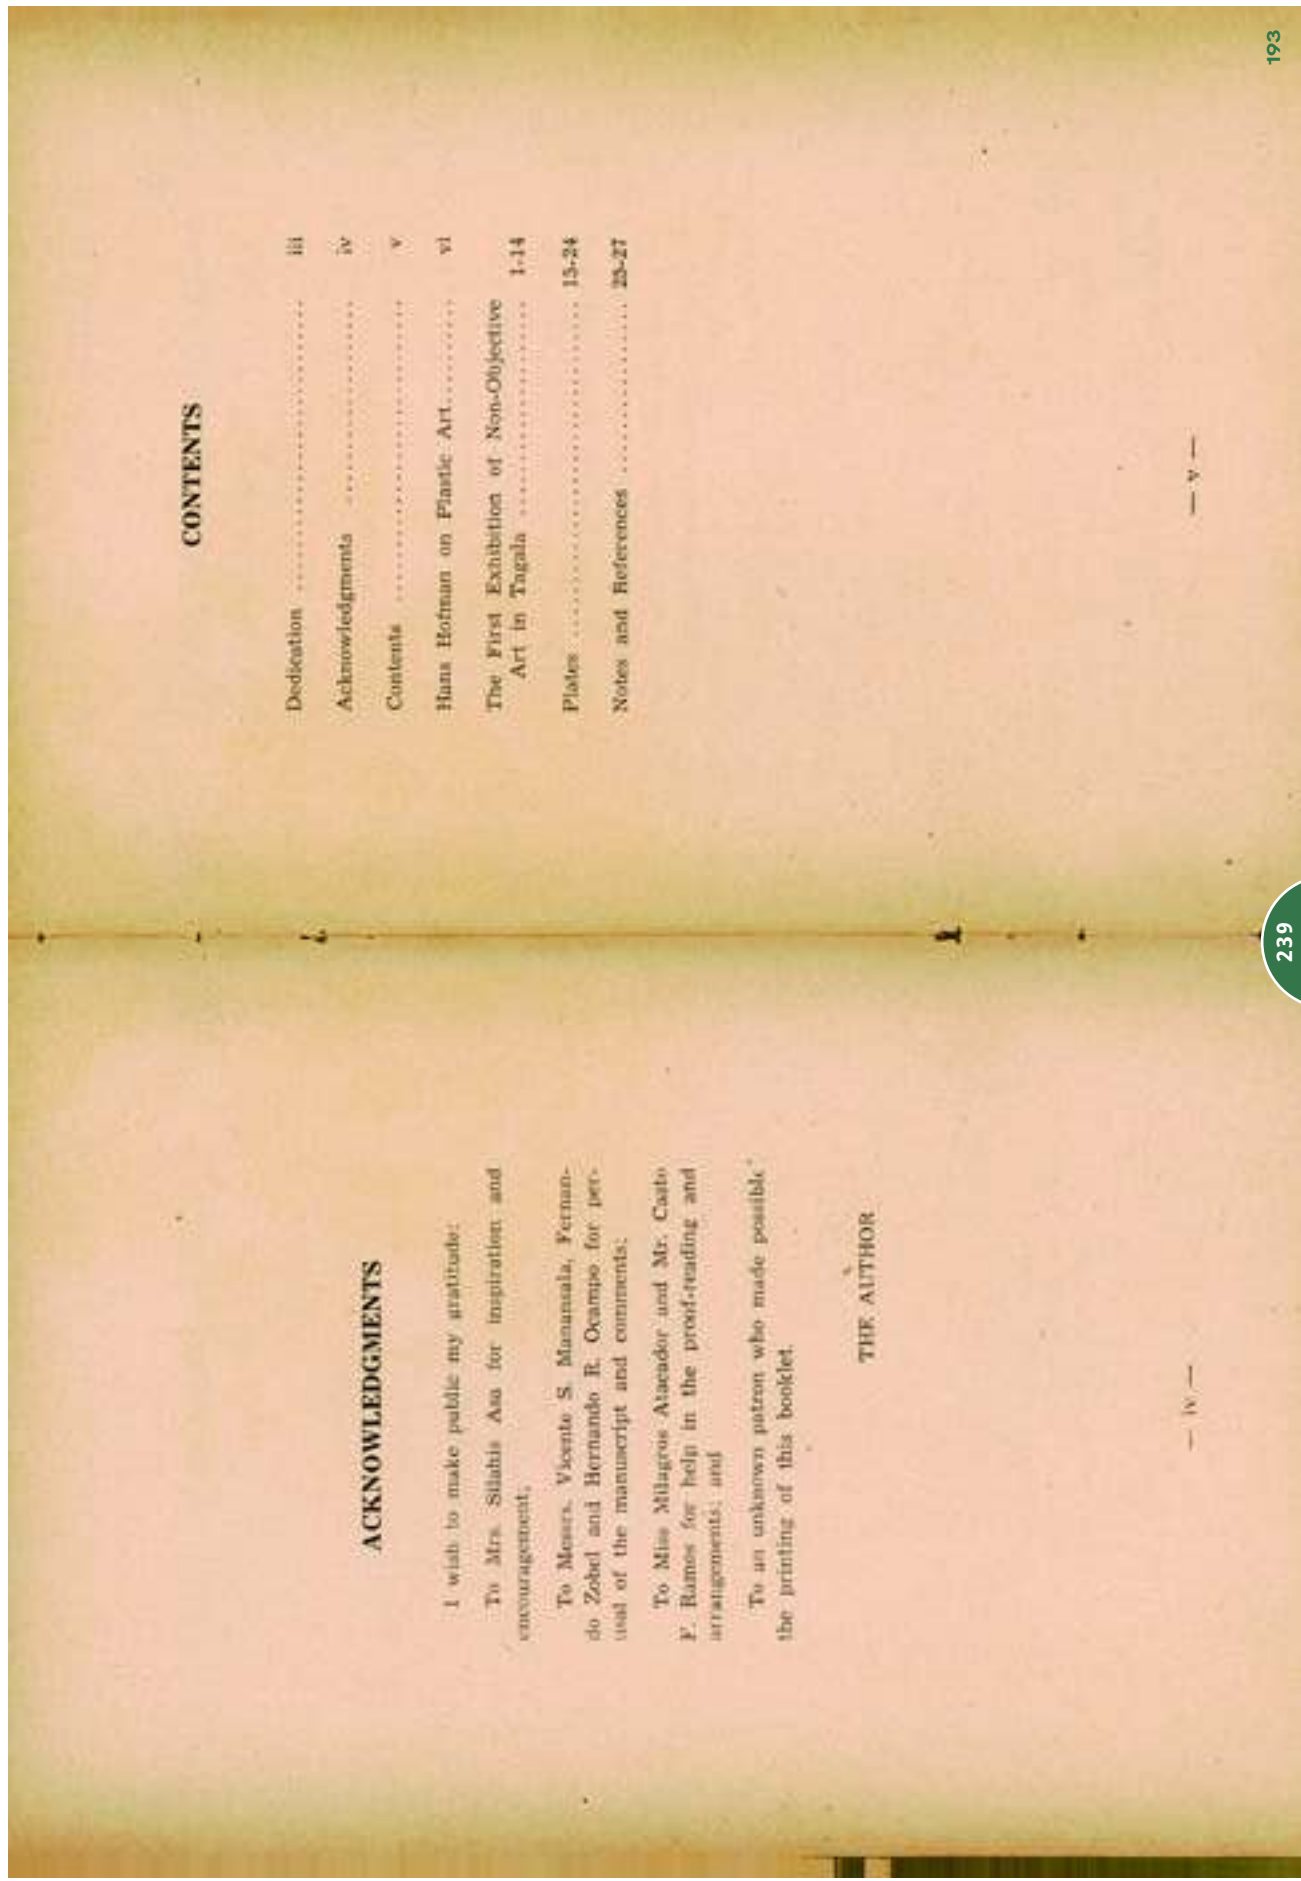 ACKNOWLEDGMENTS
I wish to make public my gratitude:
To Mrs. Silahis Asa for inspiration and
encouragement;
To Messrs. Vicente S. Manansala, Fernan-
do Zobel and Hernando R. Ocampo for per-
usal of the manuscript and comments;
To Miss Milagros Atacador and Mr. Casto
F. Ramos for help in the proof-reading and
arrangements; and
To an unknown patron who made possible
the printing of this booklet.
THE AUTHOR
— iv —
CONTENTS
Dedication ........................ iii
Acknowledgments ................ iv
Contents ........................ v
Hans Hofman on Plastic Art........ vi
The First Exhibition of Non-Objective
Art in Tagala .................. 1-14
Plates ........................ 15-24
Notes and References ............ 25-27
— v —
239
193